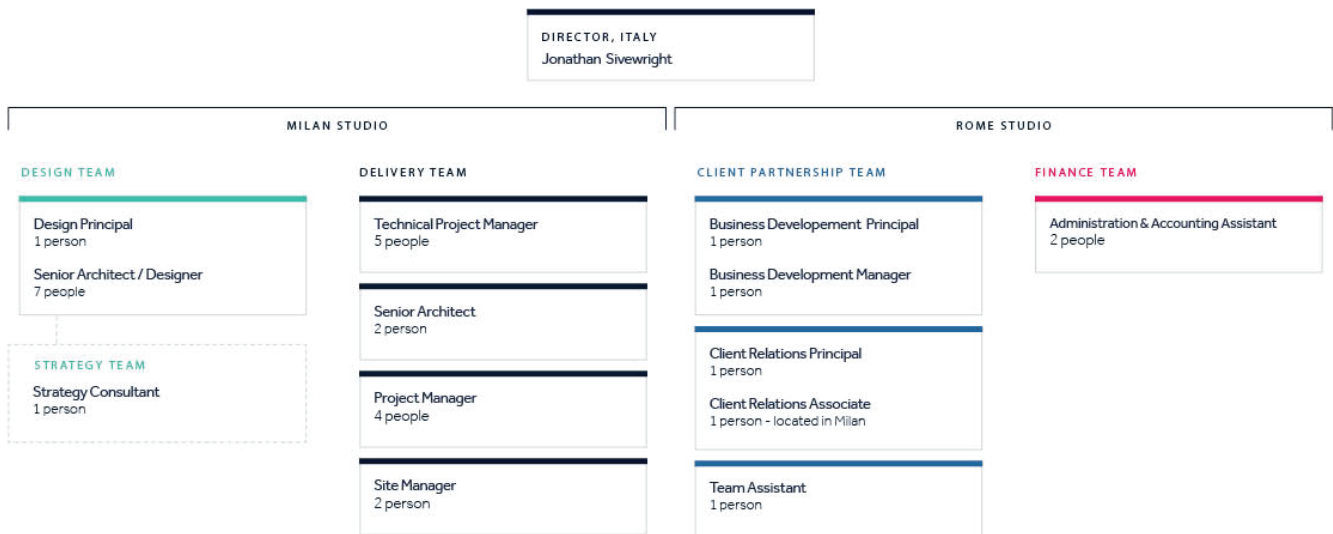 DIRECTOR, ITALY
Jonathan Sivewright
MILAN STUDIO
ROME STUDIO
DESIGN TEAM
Design Principal
1 person
Senior Architect / Designer
7 people
STRATEGY TEAM
Strategy Consultant
1 person
DELIVERY TEAM
Technical Project Manager
5 people
Senior Architect
2 person
Project Manager
4 people
Site Manager
2 person
CLIENT PARTNERSHIP TEAM
Business Developement Principal
1 person
Business Development Manager
1 person
Client Relations Principal
1 person
Client Relations Associate
1 person - located in Milan
Team Assistant
1 person
FINANCE TEAM
Administration & Accounting Assistant
2 people